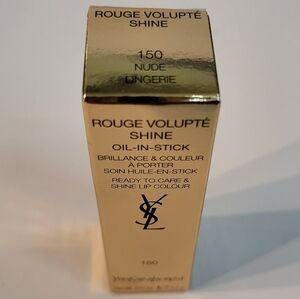 ROUGE VOLUPTÉ
SHINE
150
NUDE
LINGERIE
ROUGE VOLUPTÉ
SHINE
OIL-IN-STICK
BRILLANCE & COULEUR
À PORTER
SOIN HUILE-EN-STICK
READY TO CARE &
SHINE LIP COLOUR
YSL
150
YvesSaintLaurent